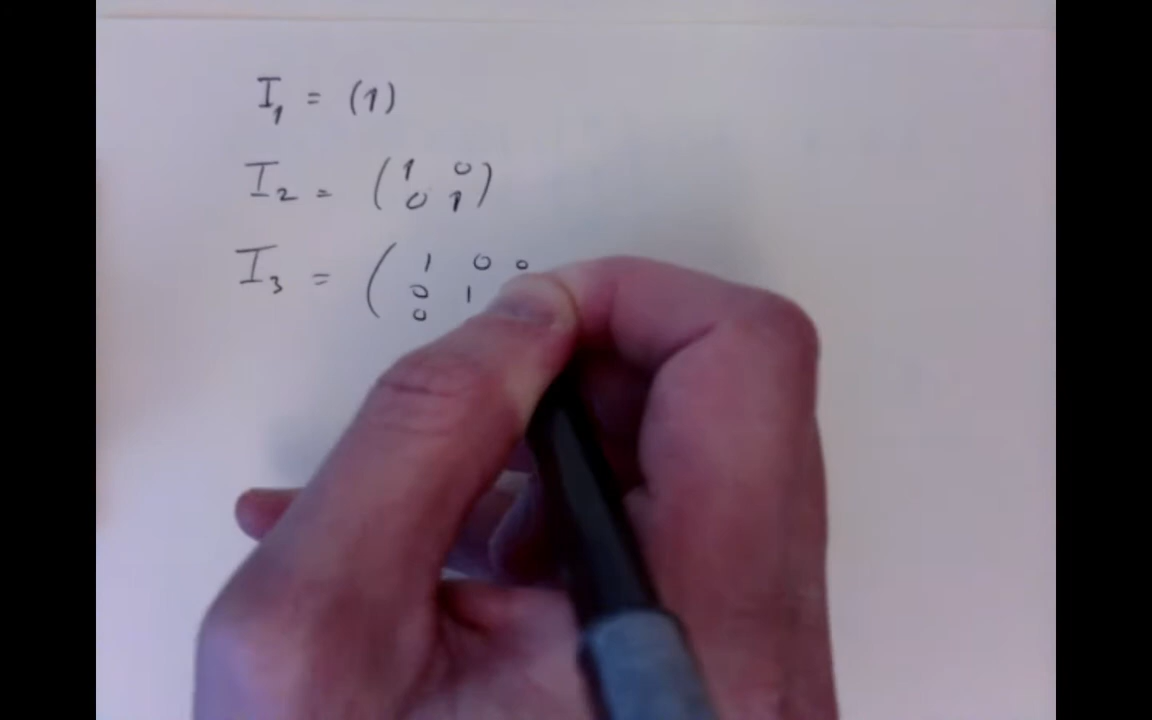 I₁ = (1)
I₂ = (1 0
0 1)
I₃ = (1 0 0
0 1
0